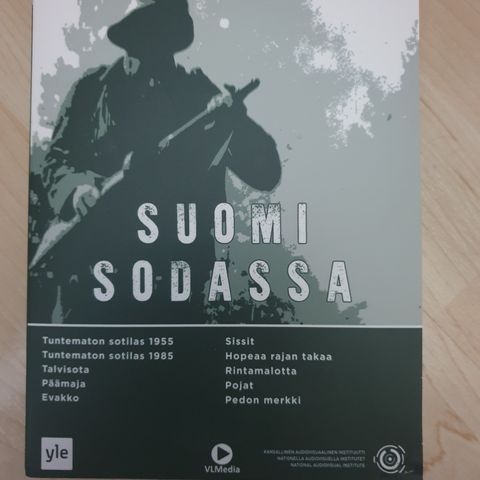 SUOMI
SODASSA
Tuntematon sotilas 1955
Tuntematon sotilas 1985
Talvisota
Päämaja
Evakko
Sissit
Hopeaa rajan takaa
Rintamalotta
Pojat
Pedon merkki
yle
VLMedia
KANSALLINEN AUDIOVISUAALINEN INSTITUUTTI
NATIONELLA AUDIOVISUELLA INSTITUTET
NATIONAL AUDIOVISUAL INSTITUTE